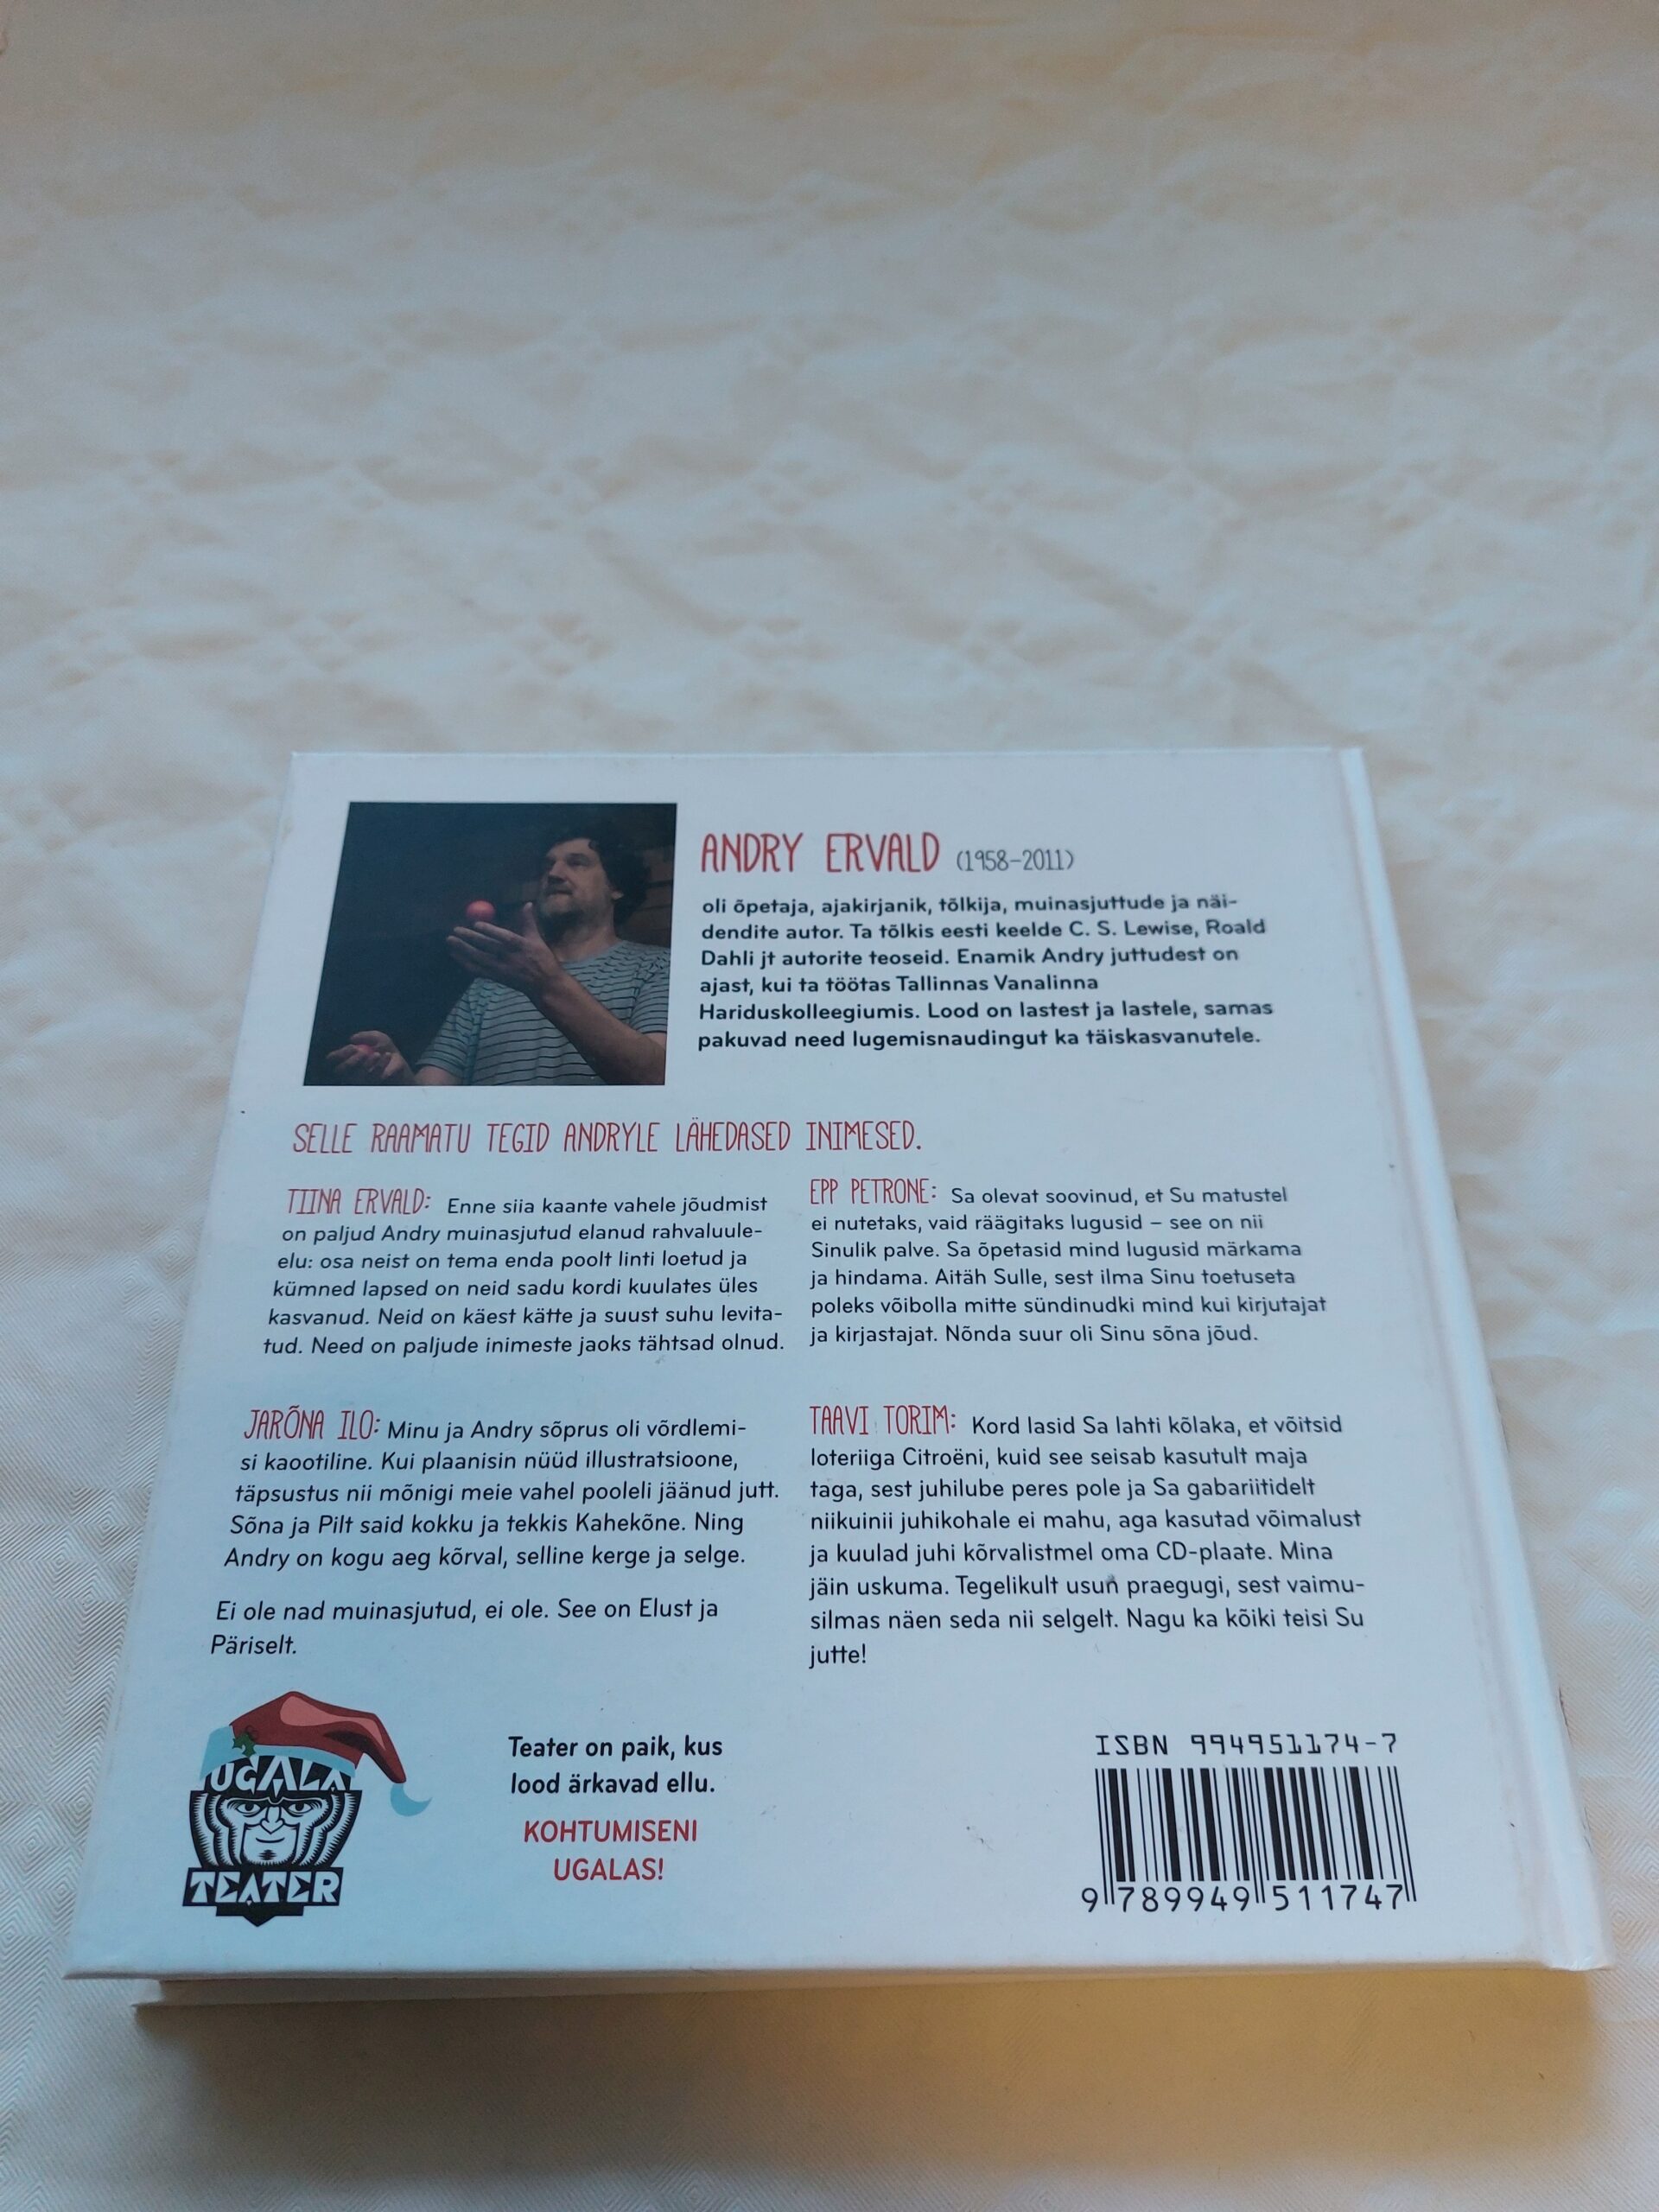 ANDRY ERVALD (1958–2011)
oli õpetaja, ajakirjanik, tõlkija, muinasjuttude ja näi-
dendite autor. Ta tõlkis eesti keelde C. S. Lewise, Roald
Dahli jt autorite teoseid. Enamik Andry juttudest on
ajast, kui ta töötas Tallinnas Vanalinna
Hariduskolleegiumis. Lood on lastest ja lastele, samas
pakuvad need lugemisnaudingut ka täiskasvanutele.
SELLE RAAMATU TEGID ANDRYLE LÄHEDASED INIMESED.
TIINA ERVALD: Enne siia kaante vahele jõudmist
on paljud Andry muinasjutud elanud rahvaluule-
elu: osa neist on tema enda poolt linti loetud ja
kümned lapsed on neid sadu kordi kuulates üles
kasvanud. Neid on käest kätte ja suust suhu levita-
tud. Need on paljude inimeste jaoks tähtsad olnud.
EPP PETRONE: Sa olevat soovinud, et Su matustel
ei nutetaks, vaid räägitaks lugusid – see on nii
Sinulik palve. Sa õpetasid mind lugusid märkama
ja hindama. Aitäh Sulle, sest ilma Sinu toetuseta
poleks võibolla mitte sündinudki mind kui kirjutajat
ja kirjastajat. Nõnda suur oli Sinu sõna jõud.
JARÕNA ILO: Minu ja Andry sõprus oli võrdlemi-
si kaootiline. Kui plaanisin nüüd illustratsioone,
täpsustus nii mõnigi meie vahel pooleli jäänud jutt.
Sõna ja Pilt said kokku ja tekkis Kahekõne. Ning
Andry on kogu aeg kõrval, selline kerge ja selge.
Ei ole nad muinasjutud, ei ole. See on Elust ja
Päriselt.
TAAVI TORIM: Kord lasid Sa lahti kõlaka, et võitsid
loteriiga Citroëni, kuid see seisab kasutult maja
taga, sest juhilube peres pole ja Sa gabariitidelt
niikuinii juhikohale ei mahu, aga kasutad võimalust
ja kuulad juhi kõrvalistmel oma CD-plaate. Mina
jäin uskuma. Tegelikult usun praegugi, sest vaimu-
silmas näen seda nii selgelt. Nagu ka kõiki teisi Su
jutte!
UGALA
TEATER
Teater on paik, kus
lood ärkavad ellu.
KOHTUMISENI
UGALAS!
ISBN 994951174-7
9 789949 511747